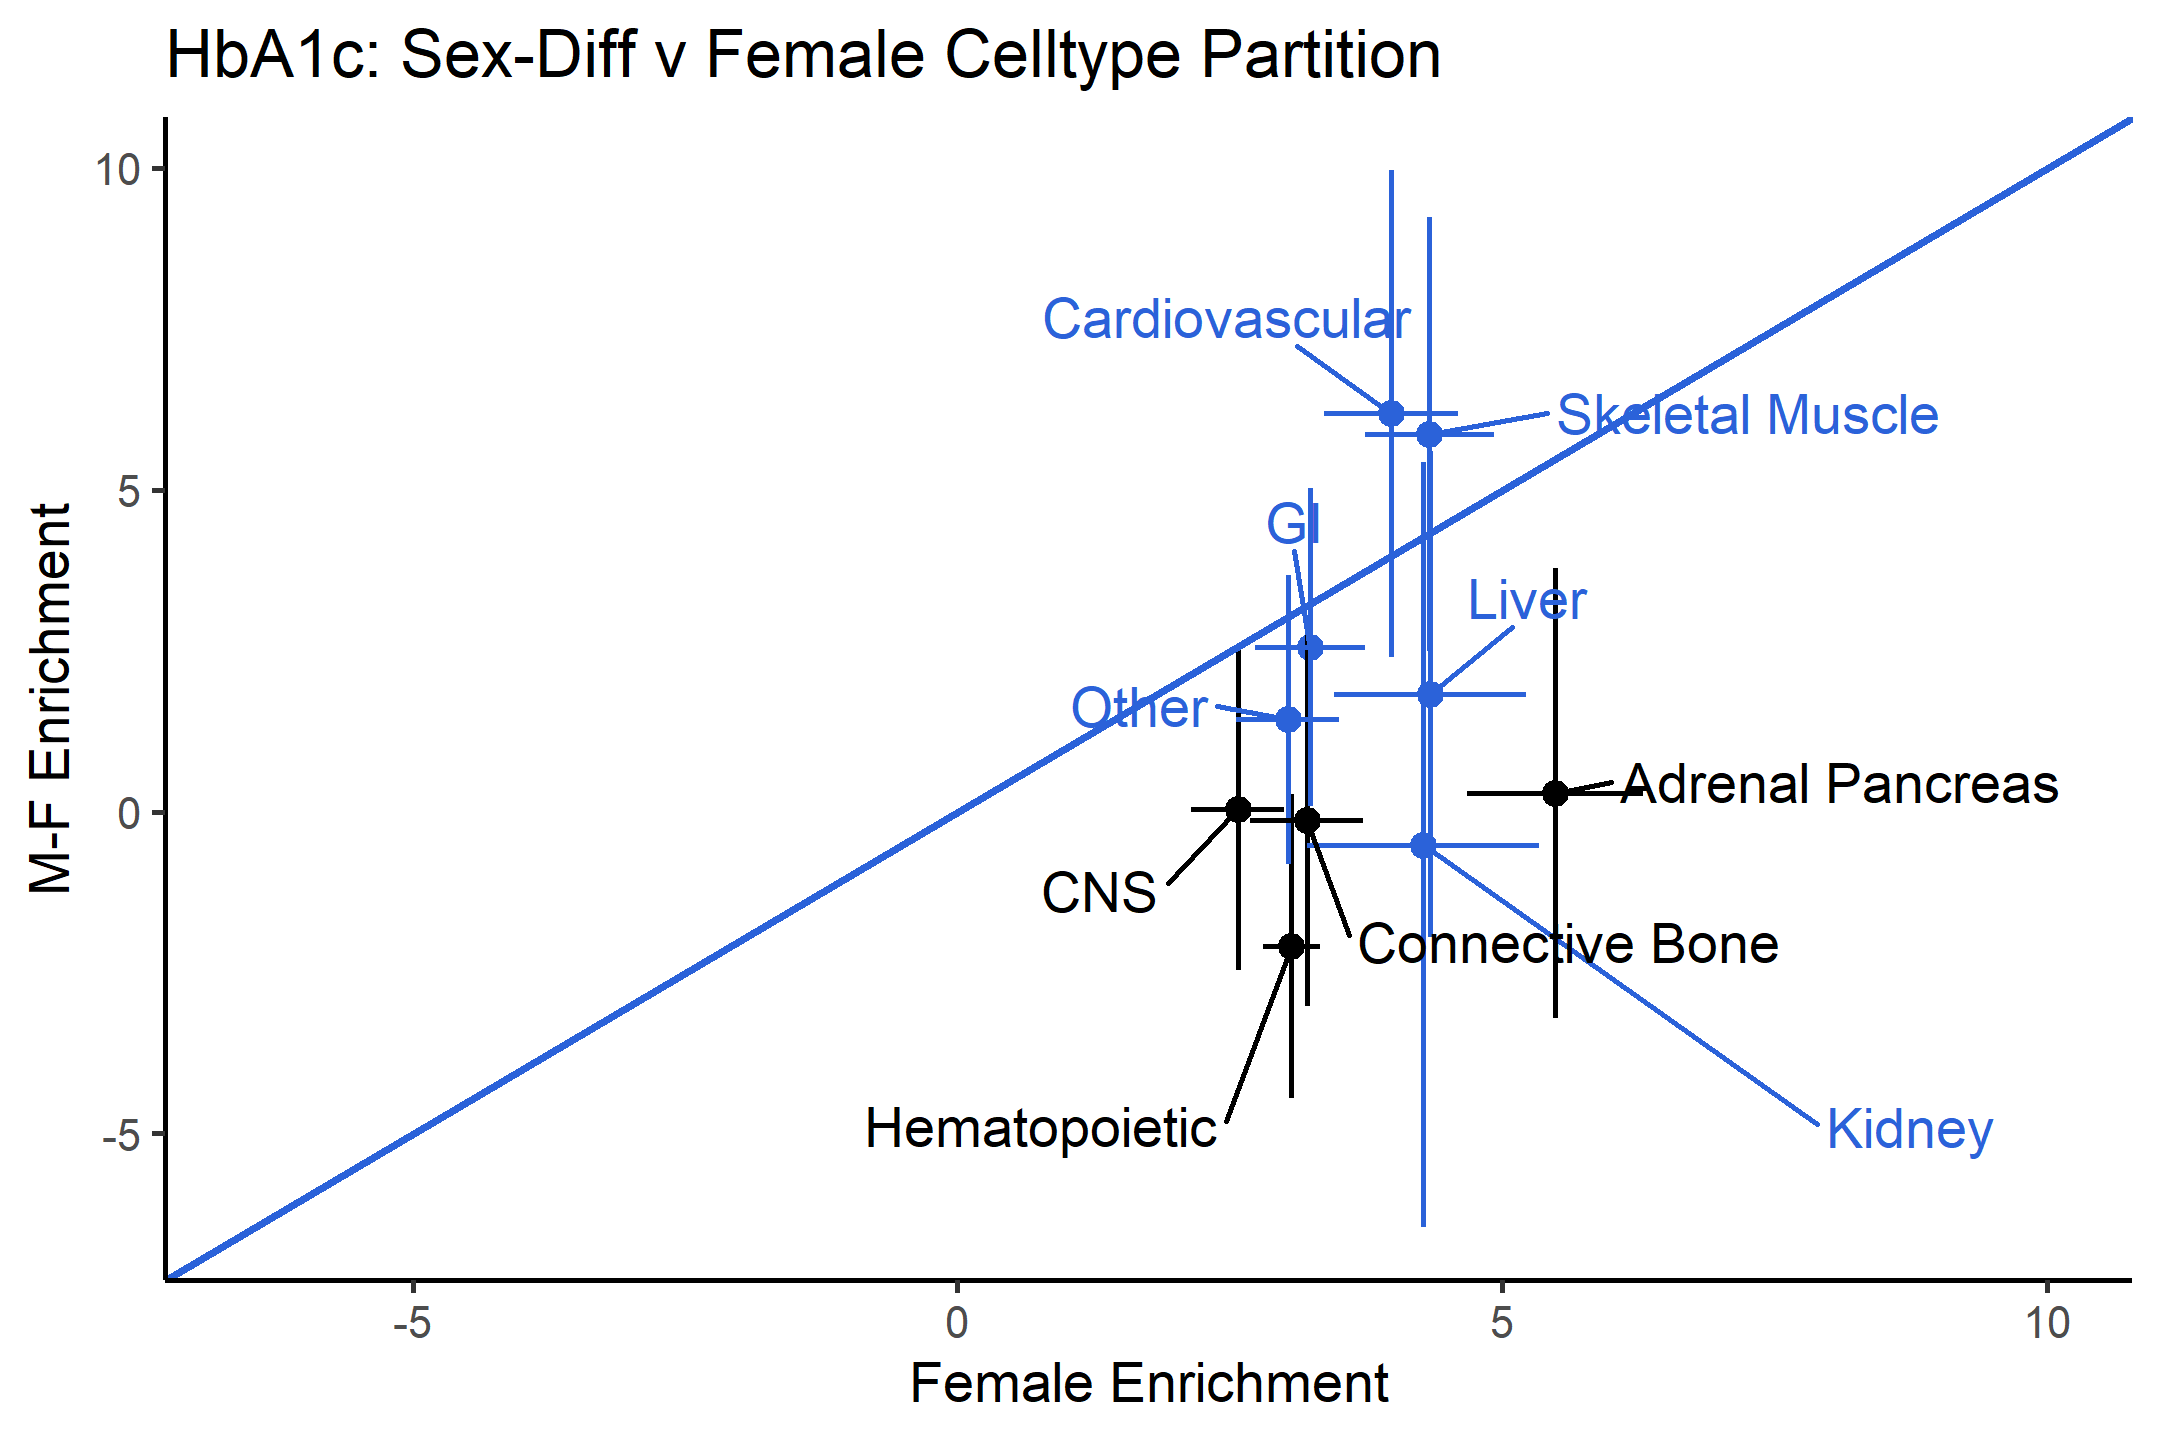 HbA1c: Sex-Diff v Female Celltype Partition
10
5
0
-5
M-F Enrichment
Cardiovascular
Skeletal Muscle
GI
Liver
Other
Adrenal Pancreas
CNS
Connective Bone
Hematopoietic
Kidney
-5
0
5
10
Female Enrichment